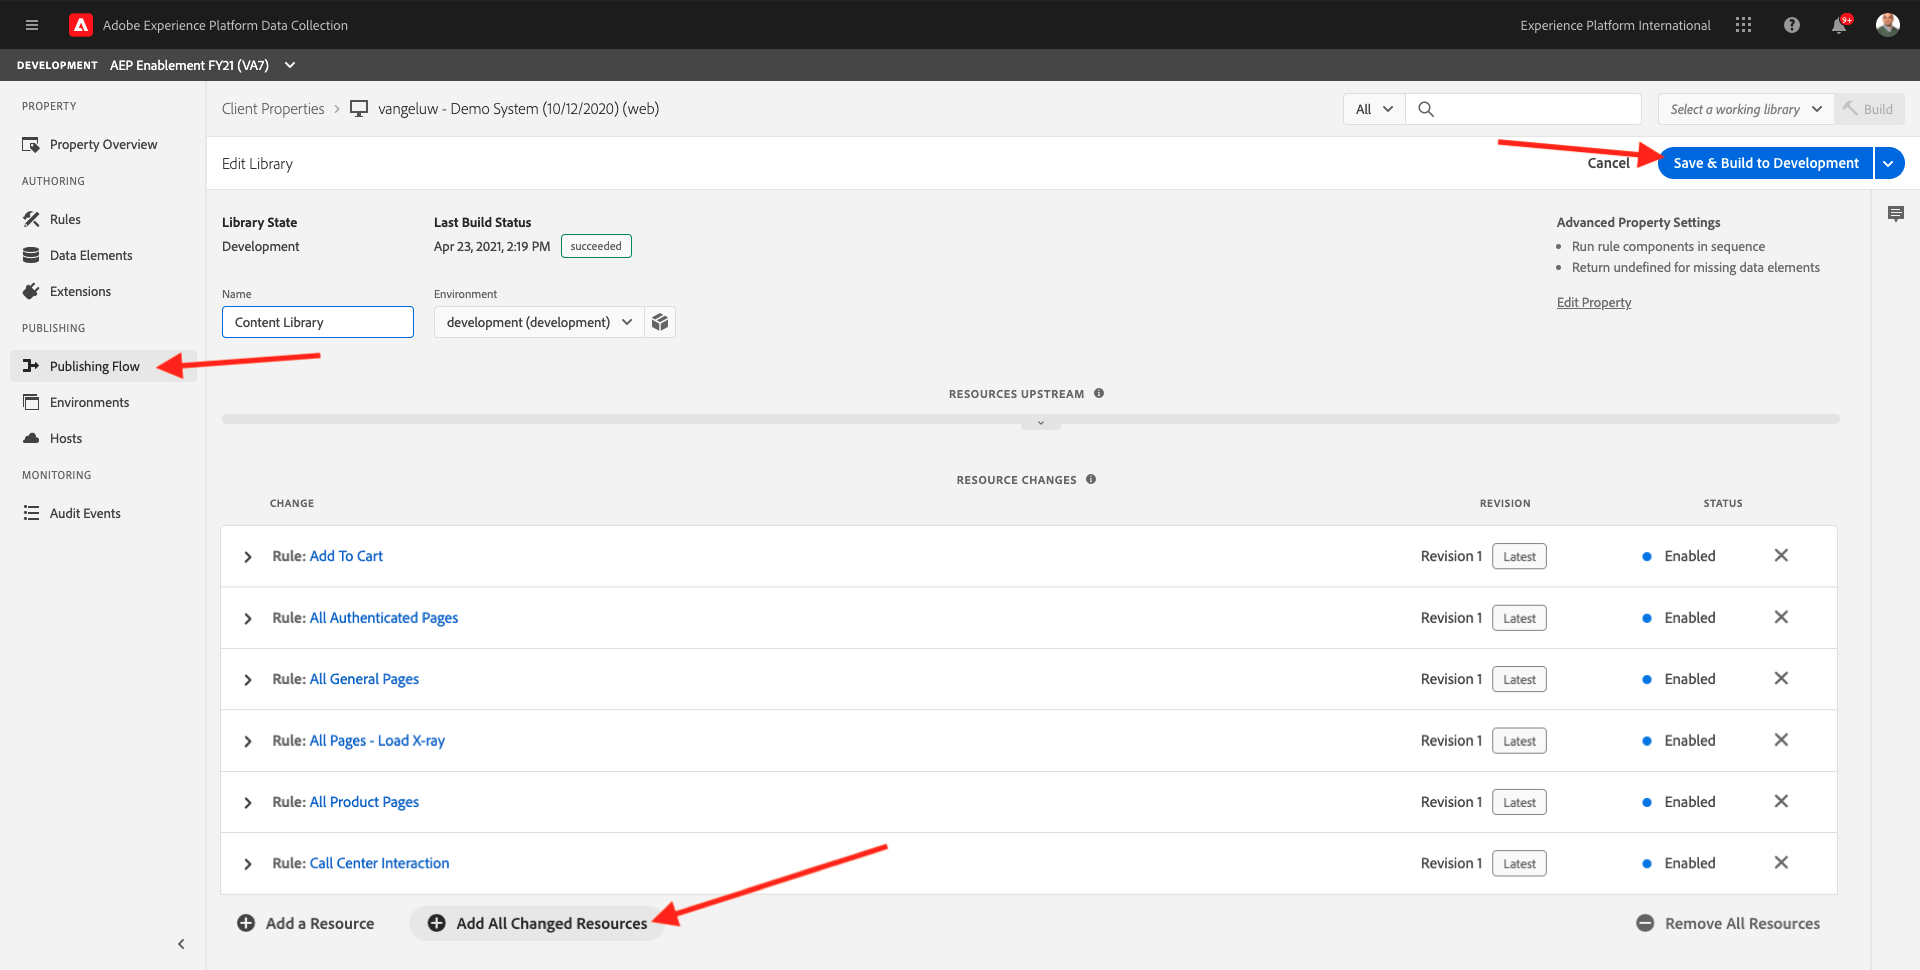 Adobe Experience Platform Data Collection
Experience Platform International
9+
DEVELOPMENT AEP Enablement FY21 (VA7)
PROPERTY
Property Overview
AUTHORING
Rules
Data Elements
Extensions
PUBLISHING
Publishing Flow
Environments
Hosts
MONITORING
Audit Events
Client Properties > vangeluw - Demo System (10/12/2020) (web)
All
Select a working library
Build
Edit Library
Cancel
Save & Build to Development
Library State
Development
Last Build Status
Apr 23, 2021, 2:19 PM succeeded
Name
Content Library
Environment
development (development)
Advanced Property Settings
• Run rule components in sequence
• Return undefined for missing data elements
Edit Property
RESOURCES UPSTREAM
RESOURCE CHANGES
CHANGE REVISION STATUS
Rule: Add To Cart Revision 1 Latest Enabled
Rule: All Authenticated Pages Revision 1 Latest Enabled
Rule: All General Pages Revision 1 Latest Enabled
Rule: All Pages - Load X-ray Revision 1 Latest Enabled
Rule: All Product Pages Revision 1 Latest Enabled
Rule: Call Center Interaction Revision 1 Latest Enabled
Add a Resource
Add All Changed Resources
Remove All Resources